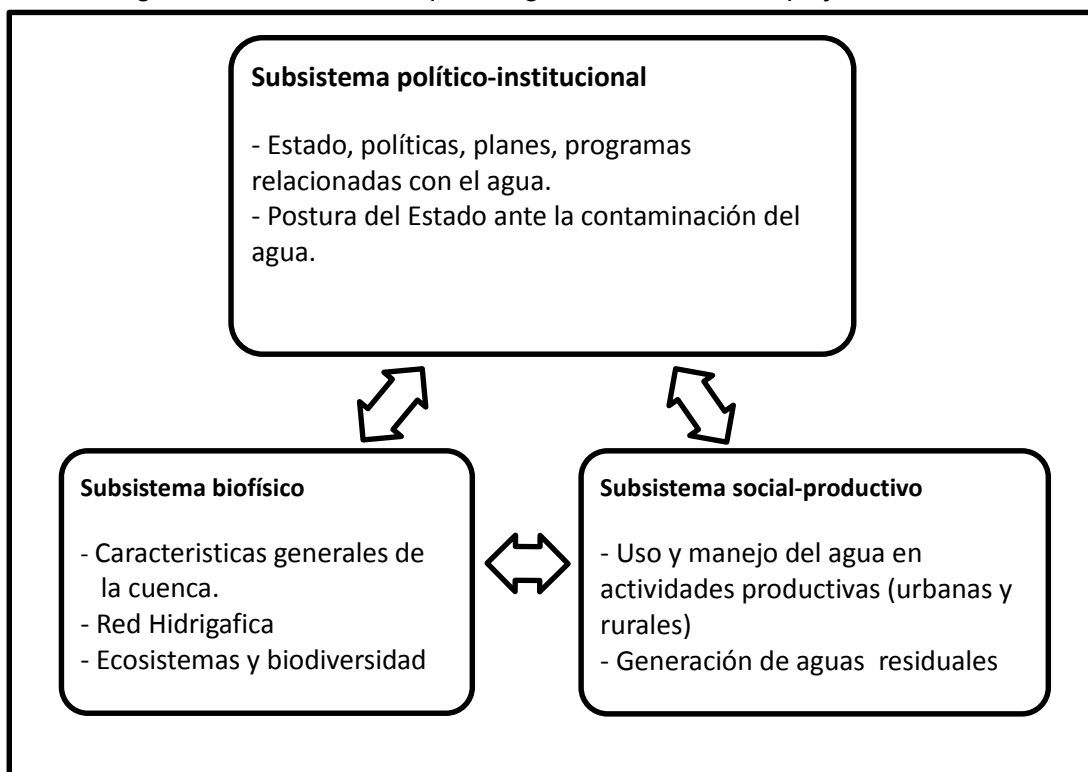 Subsistema político-institucional
- Estado, políticas, planes, programas
relacionadas con el agua.
- Postura del Estado ante la contaminación del
agua.
Subsistema biofísico
- Caracteristicas generales de
la cuenca.
- Red Hidrigafica
- Ecosistemas y biodiversidad
Subsistema social-productivo
- Uso y manejo del agua en
actividades productivas (urbanas y
rurales)
- Generación de aguas residuales